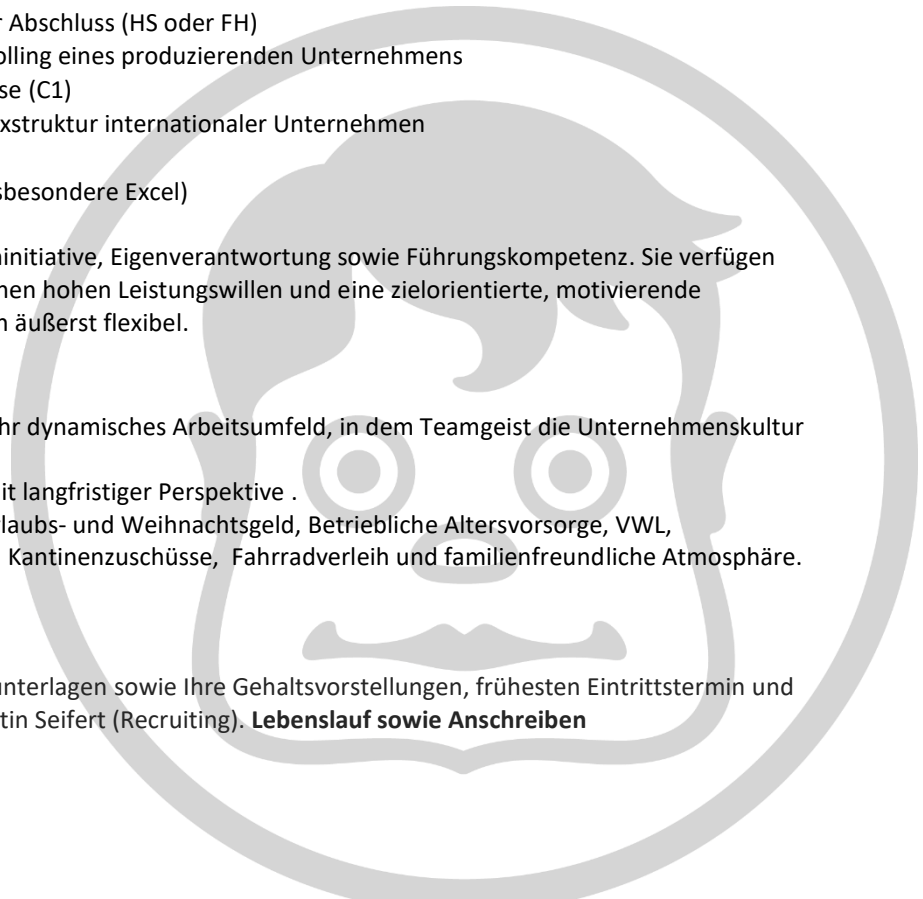 r Abschluss (HS oder FH)
olling eines produzierenden Unternehmens
se (C1)
xstruktur internationaler Unternehmen
sbesondere Excel)
ninitiative, Eigenverantwortung sowie Führungskompetenz. Sie verfügen
nen hohen Leistungswillen und eine zielorientierte, motivierende
n äußerst flexibel.
hr dynamisches Arbeitsumfeld, in dem Teamgeist die Unternehmenskultur
it langfristiger Perspektive .
rlaubs- und Weihnachtsgeld, Betriebliche Altersvorsorge, VWL,
Kantinenzuschüsse, Fahrradverleih und familienfreundliche Atmosphäre.
unterlagen sowie Ihre Gehaltsvorstellungen, frühesten Eintrittstermin und
tin Seifert (Recruiting). Lebenslauf sowie Anschreiben